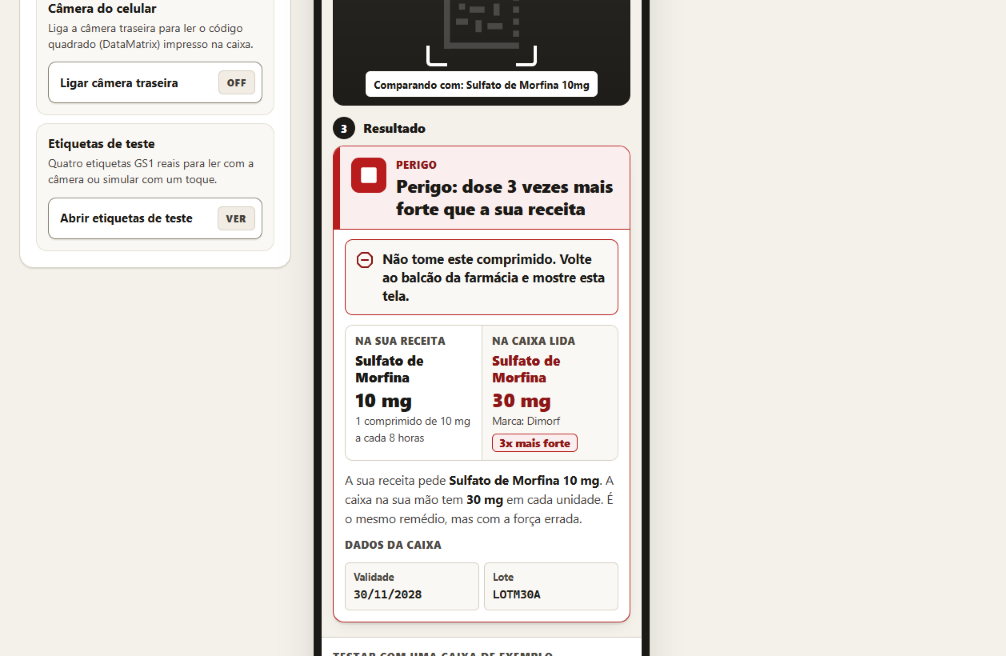 Câmera do celular
Liga a câmera traseira para ler o código
quadrado (DataMatrix) impresso na caixa.
Ligar câmera traseira
OFF
Etiquetas de teste
Quatro etiquetas GS1 reais para ler com a
câmera ou simular com um toque.
Abrir etiquetas de teste
VER
Comparando com: Sulfato de Morfina 10mg
3
Resultado
PERIGO
Perigo: dose 3 vezes mais
forte que a sua receita
Não tome este comprimido. Volte
ao balcão da farmácia e mostre esta
tela.
NA SUA RECEITA
Sulfato de
Morfina
10 mg
1 comprimido de 10 mg
a cada 8 horas
NA CAIXA LIDA
Sulfato de
Morfina
30 mg
Marca: Dimorf
3x mais forte
A sua receita pede Sulfato de Morfina 10 mg. A
caixa na sua mão tem 30 mg em cada unidade. É
o mesmo remédio, mas com a força errada.
DADOS DA CAIXA
Validade
30/11/2028
Lote
LOTM30A
TESTAR COM UMA CAIXA DE EXEMPLO